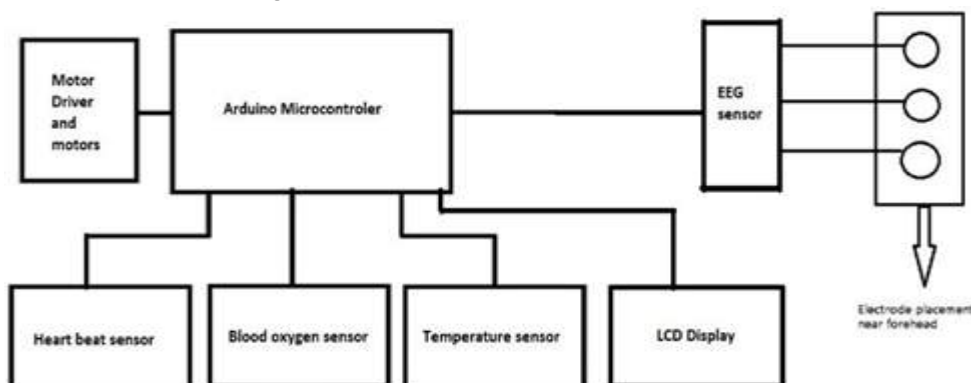 Motor
Driver
and
motors
Arduino Microcontroler
EEG
sensor
Heart beat sensor
Blood oxygen sensor
Temperature sensor
LCD Display
Electrode placement
near forehead